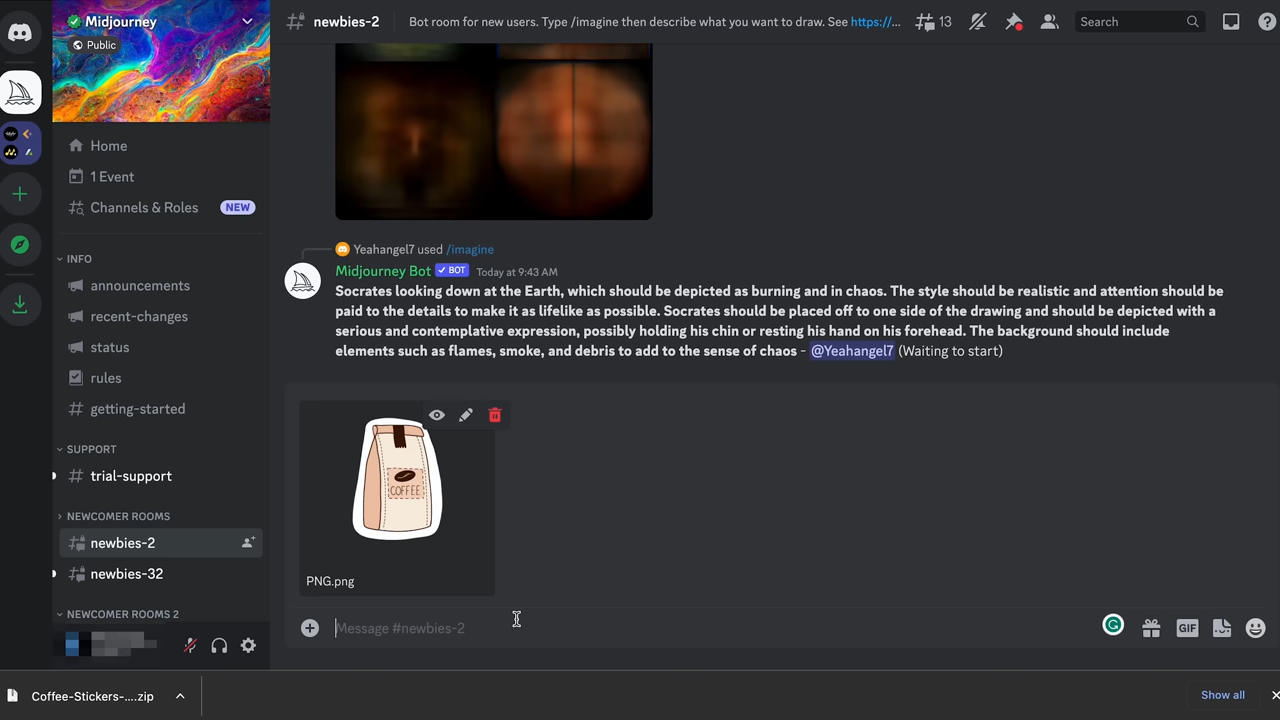 Midjourney
Public
newbies-2
Bot room for new users. Type /imagine then describe what you want to draw. See https://...
13
Search
Home
1 Event
Channels & Roles
NEW
INFO
announcements
recent-changes
status
rules
getting-started
SUPPORT
trial-support
NEWCOMER ROOMS
newbies-2
newbies-32
NEWCOMER ROOMS 2
Yeahangel7 used /imagine
Midjourney Bot ✓ BOT Today at 9:43 AM
Socrates looking down at the Earth, which should be depicted as burning and in chaos. The style should be realistic and attention should be
paid to the details to make it as lifelike as possible. Socrates should be placed off to one side of the drawing and should be depicted with a
serious and contemplative expression, possibly holding his chin or resting his hand on his forehead. The background should include
elements such as flames, smoke, and debris to add to the sense of chaos - @Yeahangel7 (Waiting to start)
COFFEE
PNG.png
Message #newbies-2
GIF
Coffee-Stickers-....zip
Show all